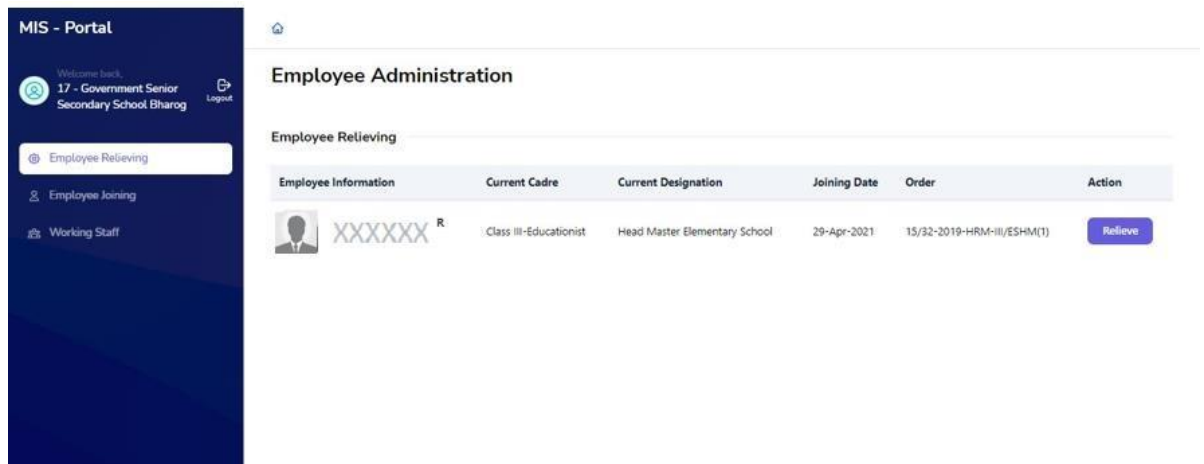 MIS - Portal
Welcome back,
17 - Government Senior
Secondary School Bharog
Logout
Employee Relieving
Employee Joining
Working Staff
Employee Administration
Employee Relieving
Employee Information Current Cadre Current Designation Joining Date Order Action
XXXXXX R Class III-Educationist Head Master Elementary School 29-Apr-2021 15/32-2019-HRM-III/ESHM(1) Relieve